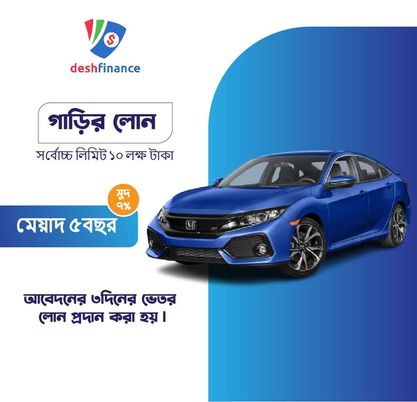 deshfinance
গাড়ির লোন
সর্বোচ্চ লিমিট ১০ লক্ষ টাকা
সুদ
৭%
মেয়াদ ৫বছর
আবেদনের ৩দিনের ভেতর
লোন প্রদান করা হয়।